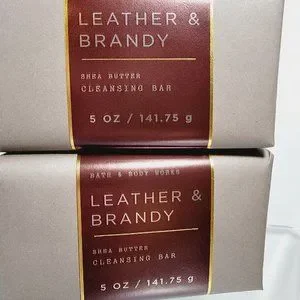 LEATHER &
BRANDY
SHEA BUTTER
CLEANSING BAR
5 OZ / 141.75 g
BATH & BODY WORKS
LEATHER &
BRANDY
SHEA BUTTER
CLEANSING BAR
5 OZ / 141.75 g